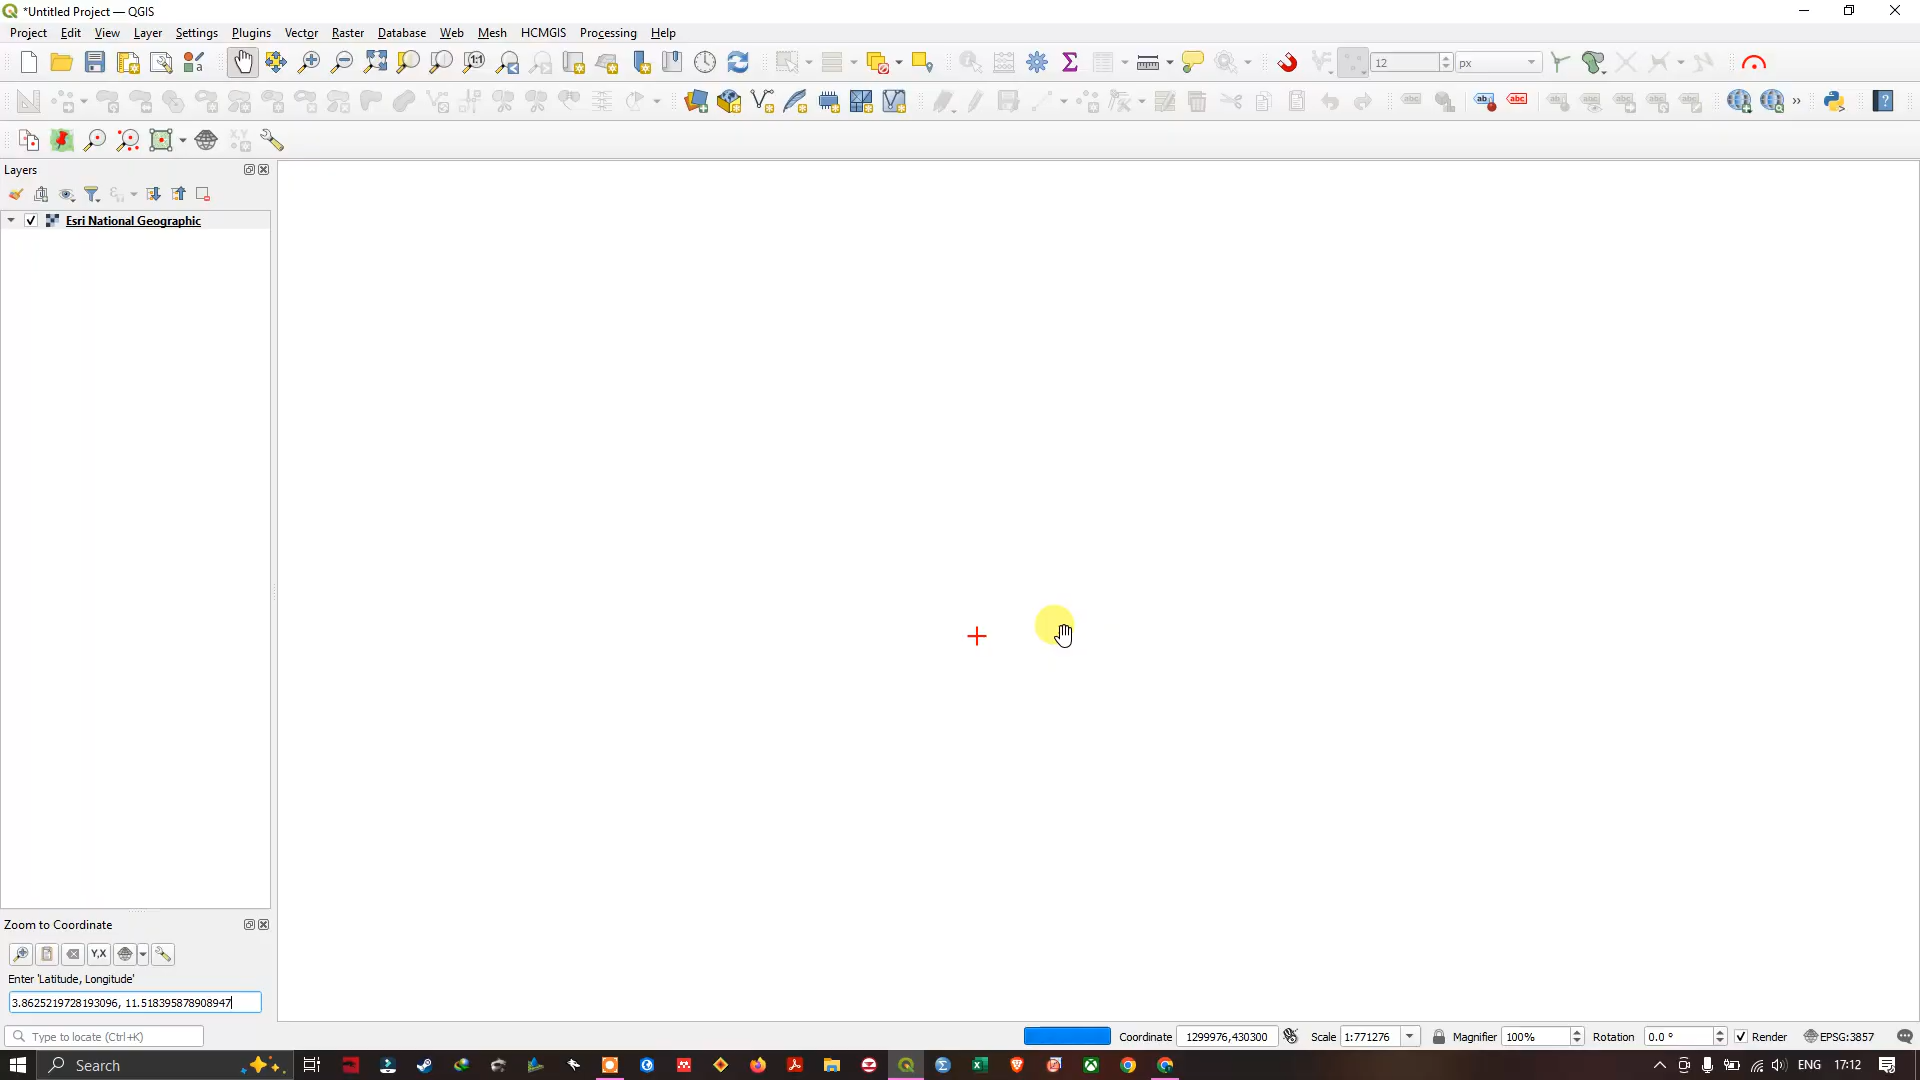 *Untitled Project — QGIS
Project Edit View Layer Settings Plugins Vector Raster Database Web Mesh HCMGIS Processing Help
12 px
Layers
Esri National Geographic
Zoom to Coordinate
Y,X
Enter 'Latitude, Longitude'
3.8625219728193096, 11.518395878908947
Type to locate (Ctrl+K)
Coordinate 1299976,430300 Scale 1:771276 Magnifier 100% Rotation 0.0 ° Render EPSG:3857
Search ENG 17:12